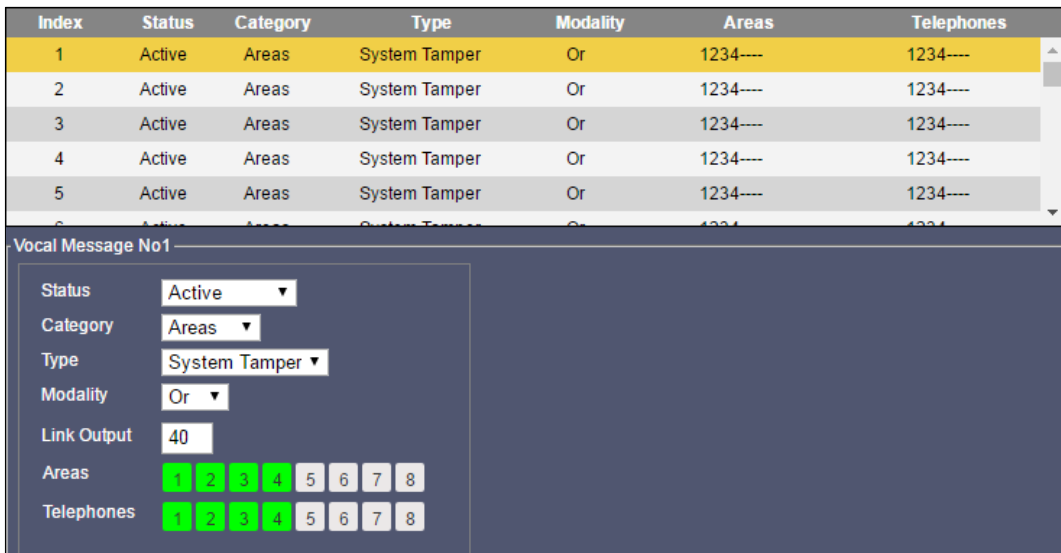 Index Status Category Type Modality Areas Telephones
1 Active Areas System Tamper Or 1234---- 1234----
2 Active Areas System Tamper Or 1234---- 1234----
3 Active Areas System Tamper Or 1234---- 1234----
4 Active Areas System Tamper Or 1234---- 1234----
5 Active Areas System Tamper Or 1234---- 1234----
Vocal Message No1
Status Active
Category Areas
Type System Tamper
Modality Or
Link Output 40
Areas 1 2 3 4 5 6 7 8
Telephones 1 2 3 4 5 6 7 8